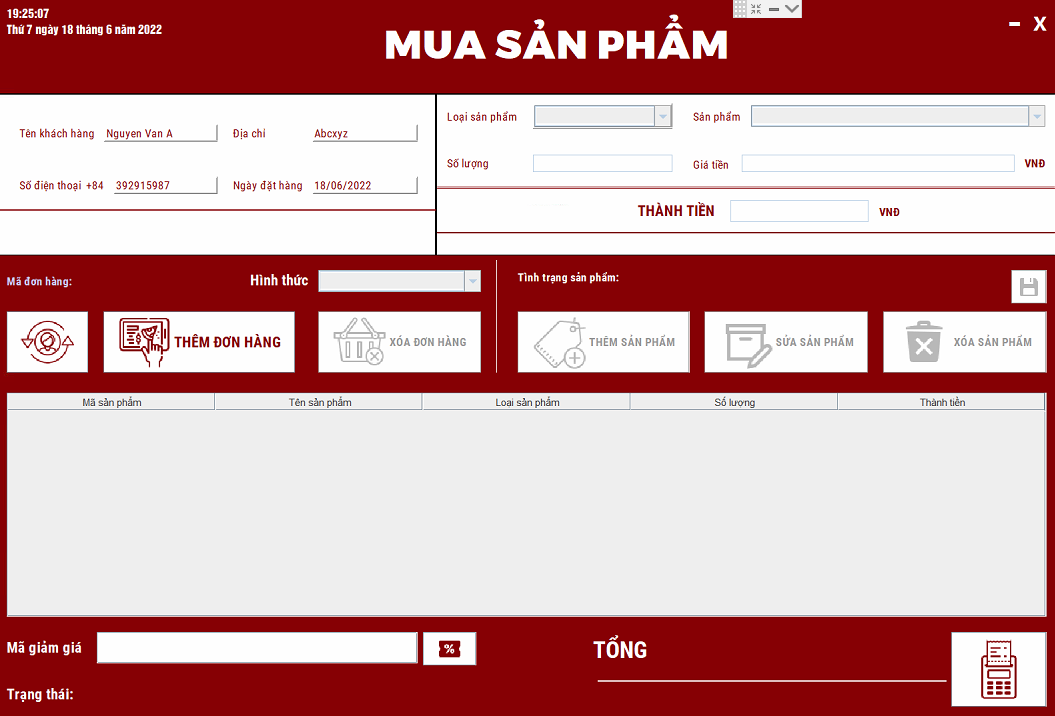 19:25:07
Thứ 7 ngày 18 tháng 6 năm 2022
MUA SẢN PHẨM
X
Tên khách hàng Nguyen Van A Địa chỉ Abcxyz
Số điện thoại +84 392915987 Ngày đặt hàng 18/06/2022
Loại sản phẩm Sản phẩm
Số lượng Giá tiền VNĐ
THÀNH TIỀN VNĐ
Mã đơn hàng: Hình thức Tình trạng sản phẩm:
THÊM ĐƠN HÀNG XÓA ĐƠN HÀNG THÊM SẢN PHẨM SỬA SẢN PHẨM XÓA SẢN PHẨM
Mã sản phẩm Tên sản phẩm Loại sản phẩm Số lượng Thành tiền
Mã giảm giá % TỔNG
Trạng thái: